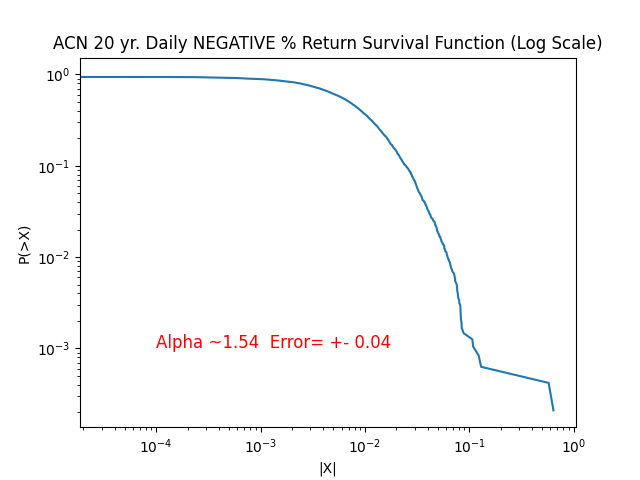 ACN 20 yr. Daily NEGATIVE % Return Survival Function (Log Scale)
10⁰
10⁻¹
10⁻²
10⁻³
P(>X)
Alpha ~1.54  Error= +- 0.04
10⁻⁴ 10⁻³ 10⁻² 10⁻¹ 10⁰
|X|